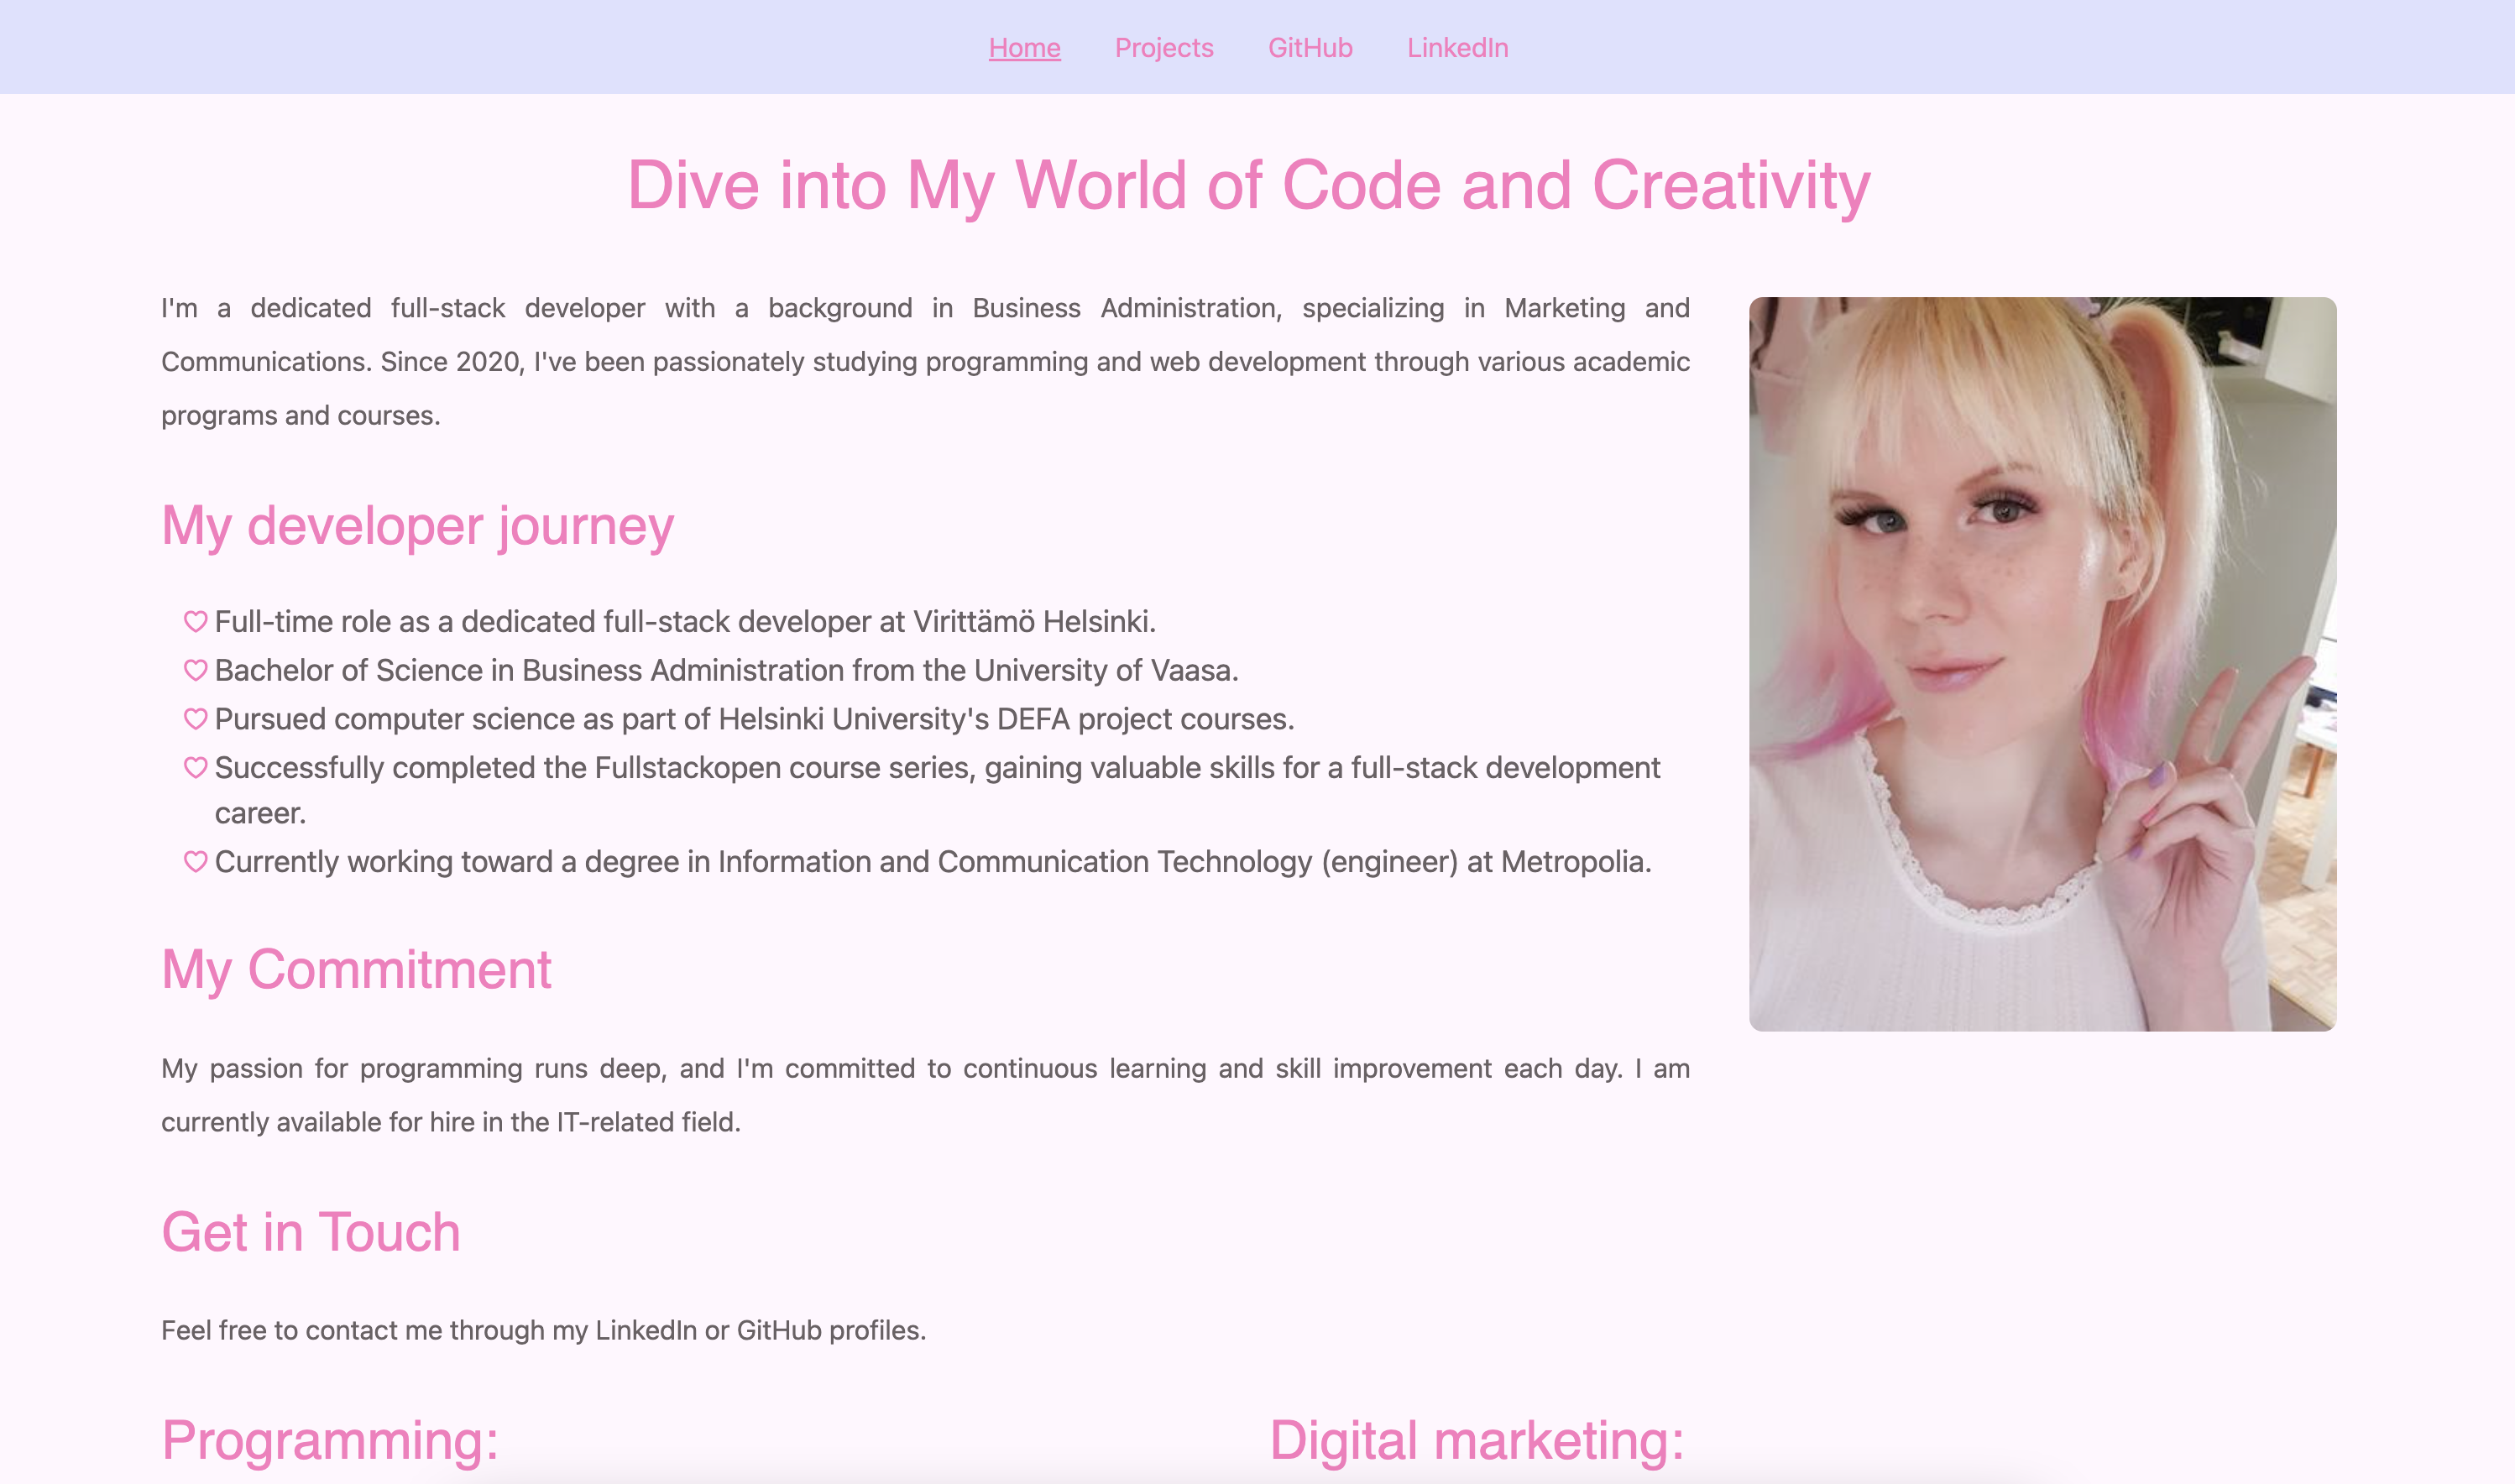 Home Projects GitHub LinkedIn
Dive into My World of Code and Creativity
I'm a dedicated full-stack developer with a background in Business Administration, specializing in Marketing and
Communications. Since 2020, I've been passionately studying programming and web development through various academic
programs and courses.
My developer journey
Full-time role as a dedicated full-stack developer at Virittämö Helsinki.
Bachelor of Science in Business Administration from the University of Vaasa.
Pursued computer science as part of Helsinki University's DEFA project courses.
Successfully completed the Fullstackopen course series, gaining valuable skills for a full-stack development
career.
Currently working toward a degree in Information and Communication Technology (engineer) at Metropolia.
My Commitment
My passion for programming runs deep, and I'm committed to continuous learning and skill improvement each day. I am
currently available for hire in the IT-related field.
Get in Touch
Feel free to contact me through my LinkedIn or GitHub profiles.
Programming:
Digital marketing: